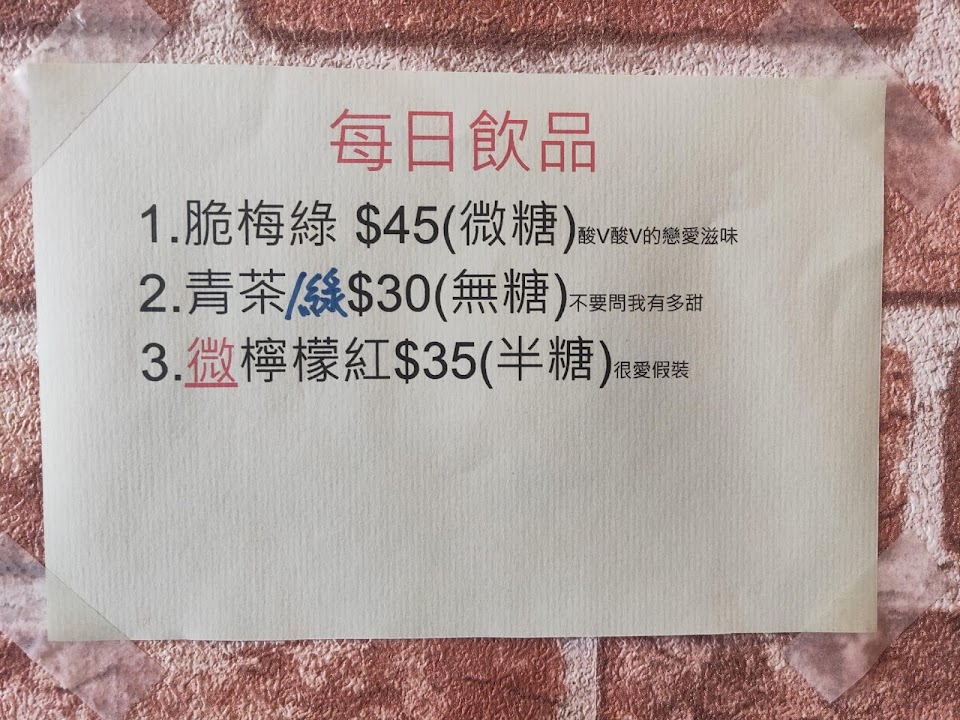 每日飲品
1.脆梅綠 $45(微糖)酸V酸V的戀愛滋味
2.青茶/綠$30(無糖)不要問我有多甜
3.微檸檬紅$35(半糖)很愛假裝